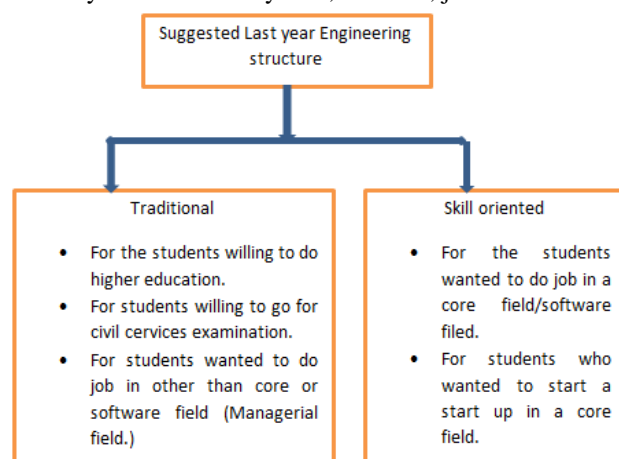 Suggested Last year Engineering
structure
Traditional
• For the students willing to do
higher education.
• For students willing to go for
civil cervices examination.
• For students wanted to do
job in other than core or
software field (Managerial
field.)
Skill oriented
• For the students
wanted to do job in a
core field/software
filed.
• For students who
wanted to start a
start up in a core
field.